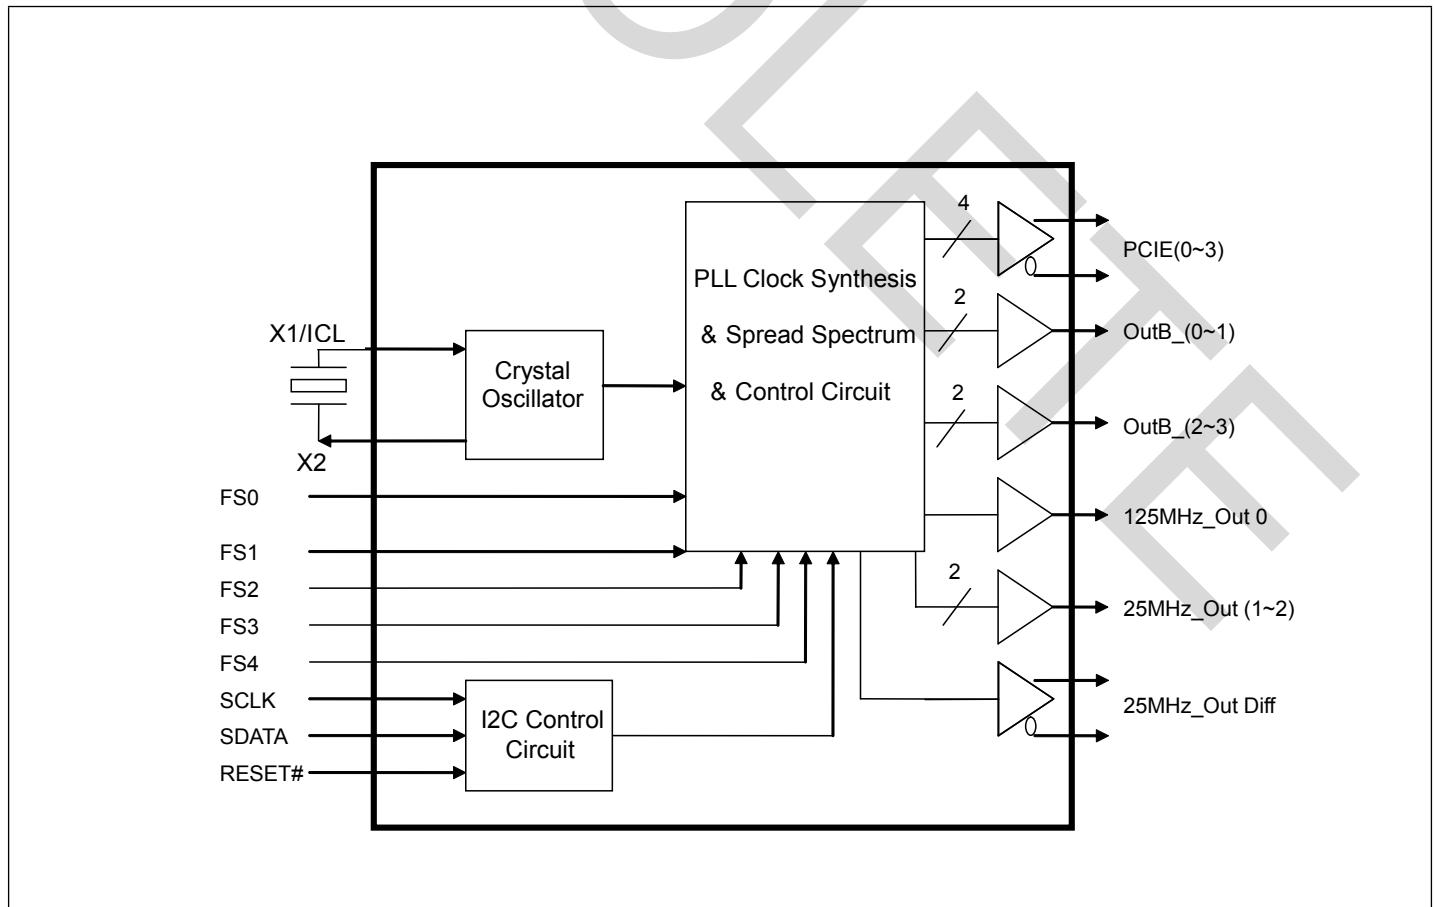 4
PCIE(0~3)
PLL Clock Synthesis
& Spread Spectrum
& Control Circuit
2
OutB_(0~1)
X1/ICL
Crystal
Oscillator
X2
2
OutB_(2~3)
FS0
125MHz_Out 0
FS1
FS2
2
25MHz_Out (1~2)
FS3
FS4
SCLK
I2C Control
Circuit
25MHz_Out Diff
SDATA
RESET#
OLETE